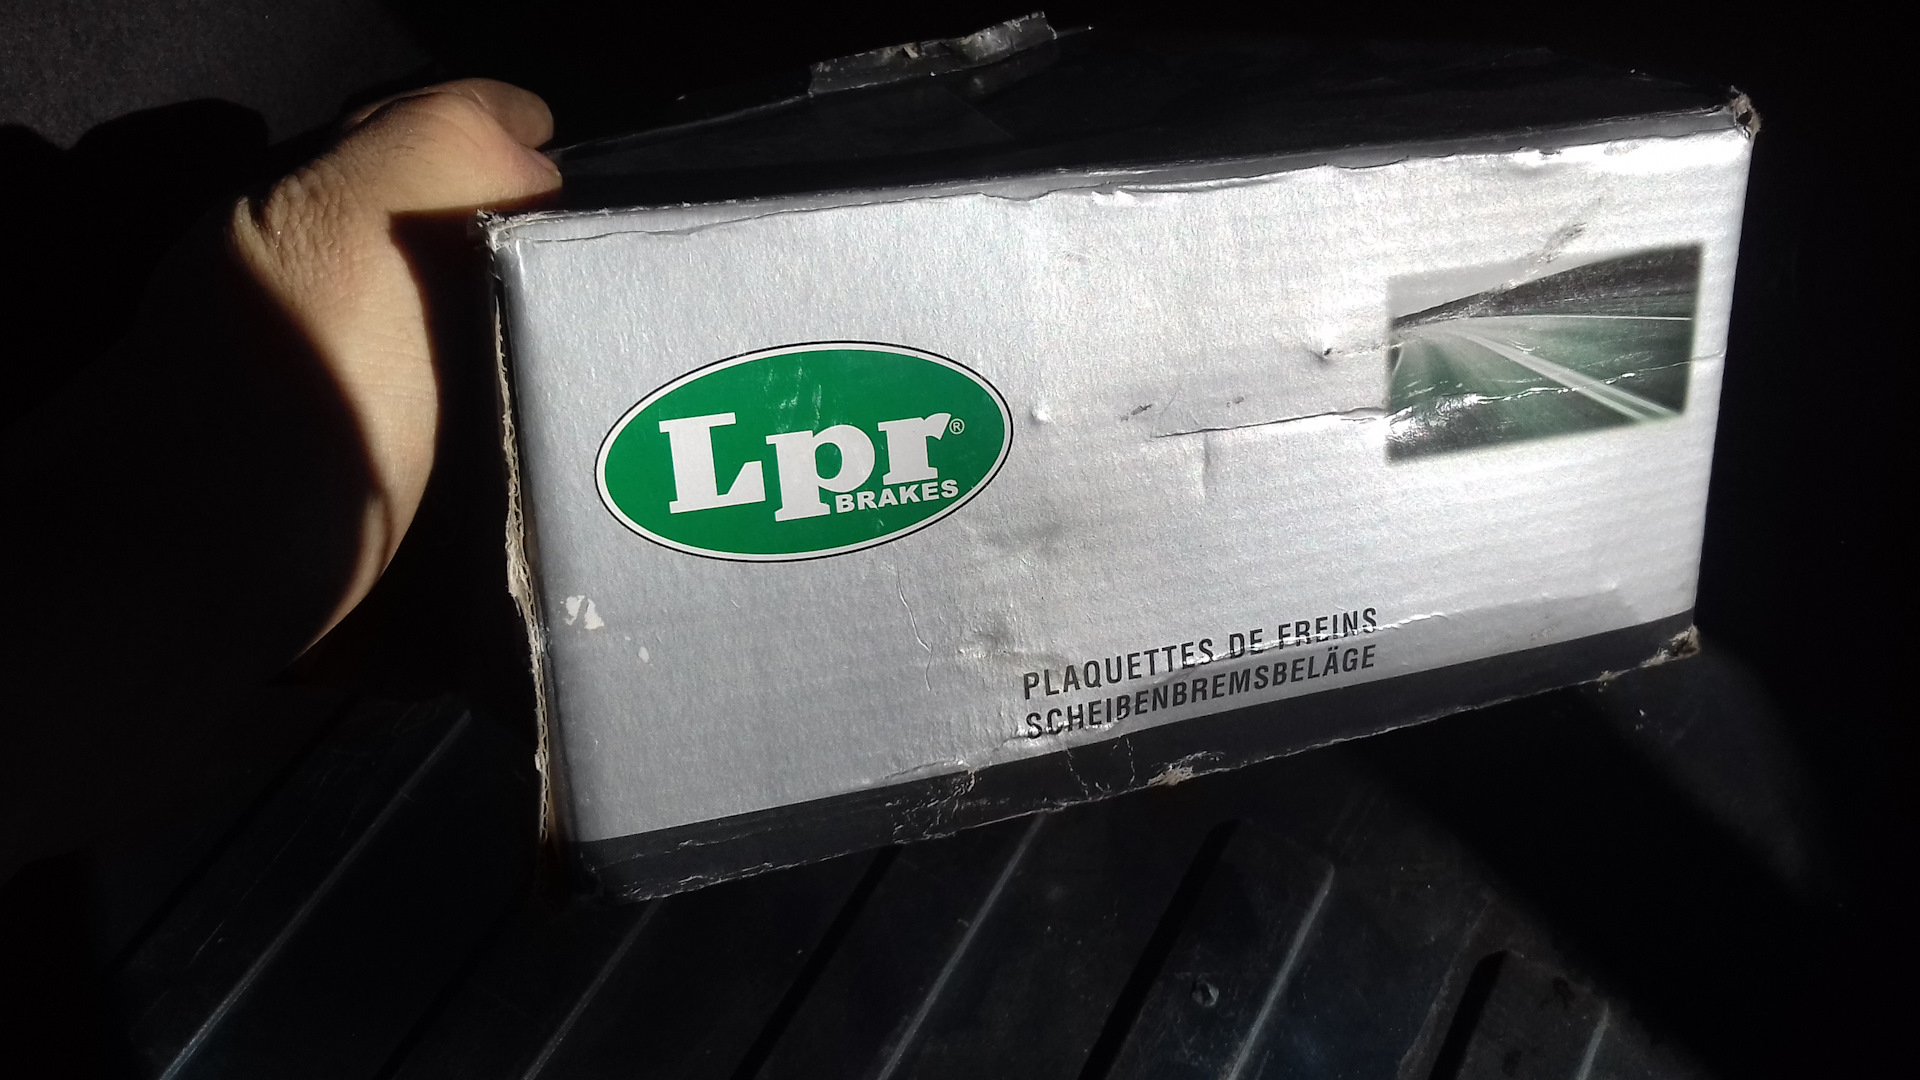 Lpr®
BRAKES
PLAQUETTES DE FREINS
SCHEIBENBREMSBELÄGE